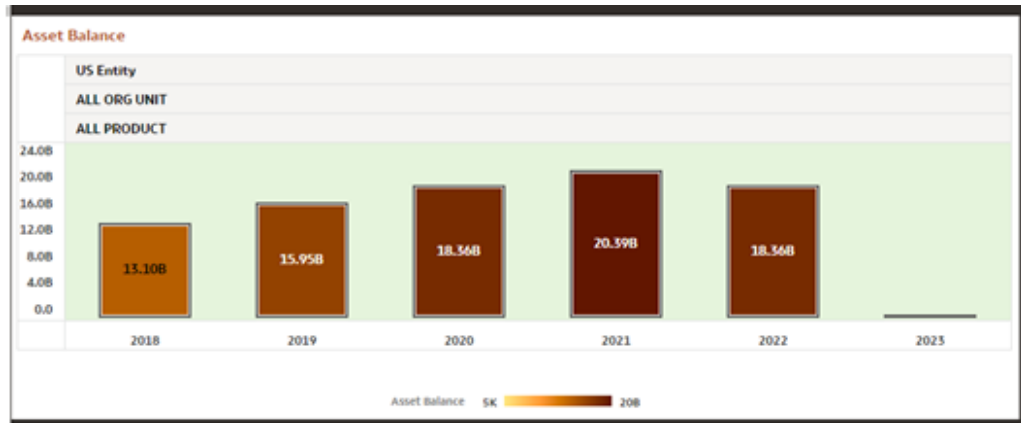 Asset Balance
US Entity
ALL ORG UNIT
ALL PRODUCT
24.0B
20.0B
16.0B
12.0B
8.0B
4.0B
0.0
13.10B
15.95B
18.36B
20.39B
18.36B
2018 2019 2020 2021 2022 2023
Asset Balance 5K 20B